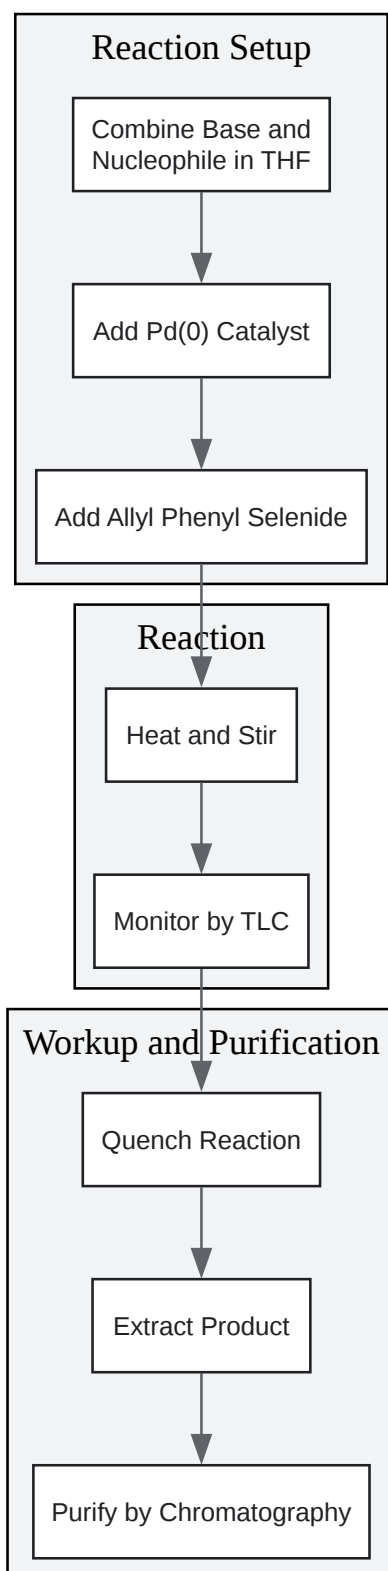 Reaction Setup
Combine Base and
Nucleophile in THF
Add Pd(0) Catalyst
Add Allyl Phenyl Selenide
Reaction
Heat and Stir
Monitor by TLC
Workup and Purification
Quench Reaction
Extract Product
Purify by Chromatography